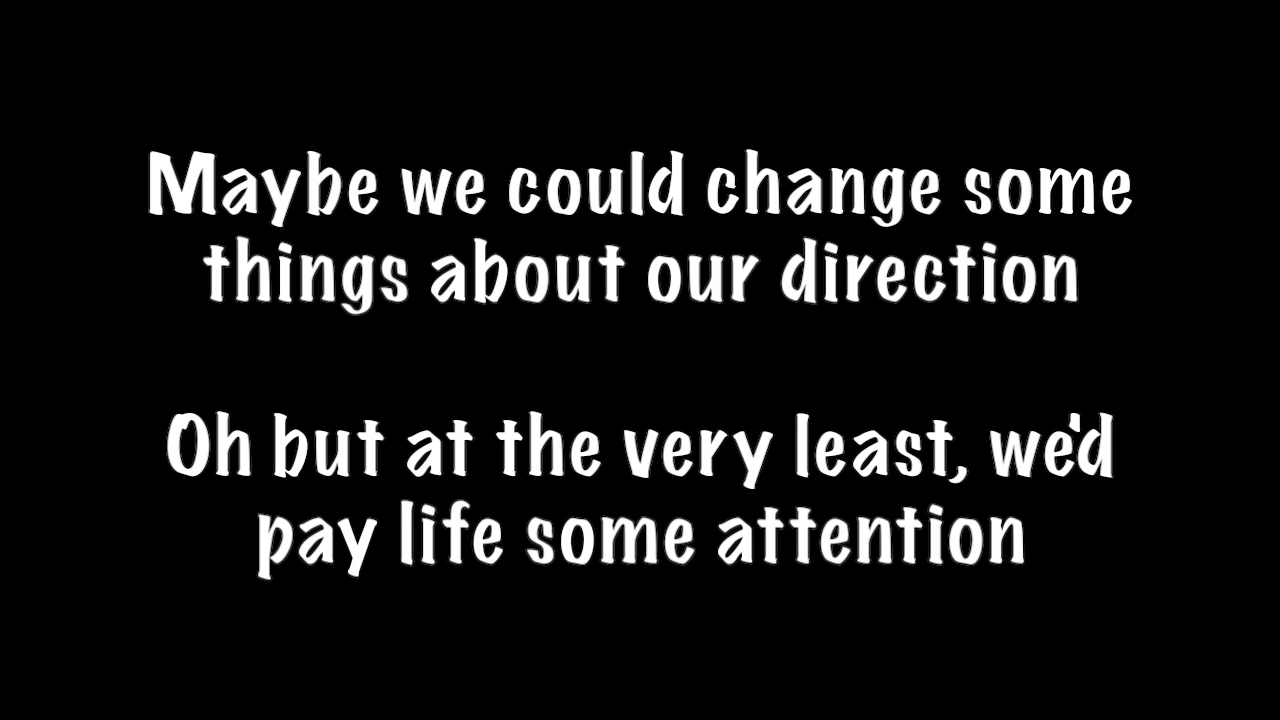 Maybe we could change some
things about our direction
Oh but at the very least, we'd
pay life some attention